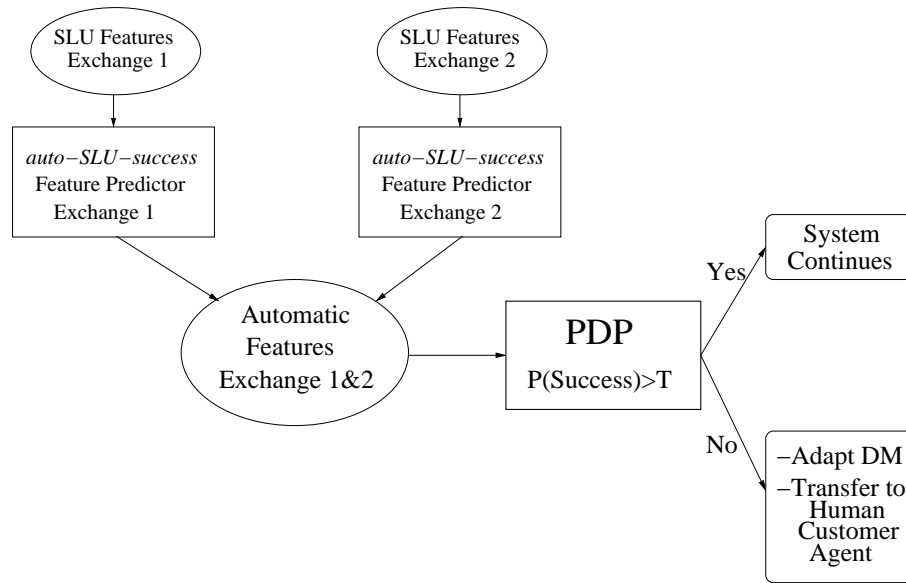 SLU Features
Exchange 1
SLU Features
Exchange 2
auto−SLU−success
Feature Predictor
Exchange 1
auto−SLU−success
Feature Predictor
Exchange 2
Automatic
Features
Exchange 1&2
PDP
P(Success)>T
Yes
System
Continues
No
−Adapt DM
−Transfer to
Human
Customer
Agent